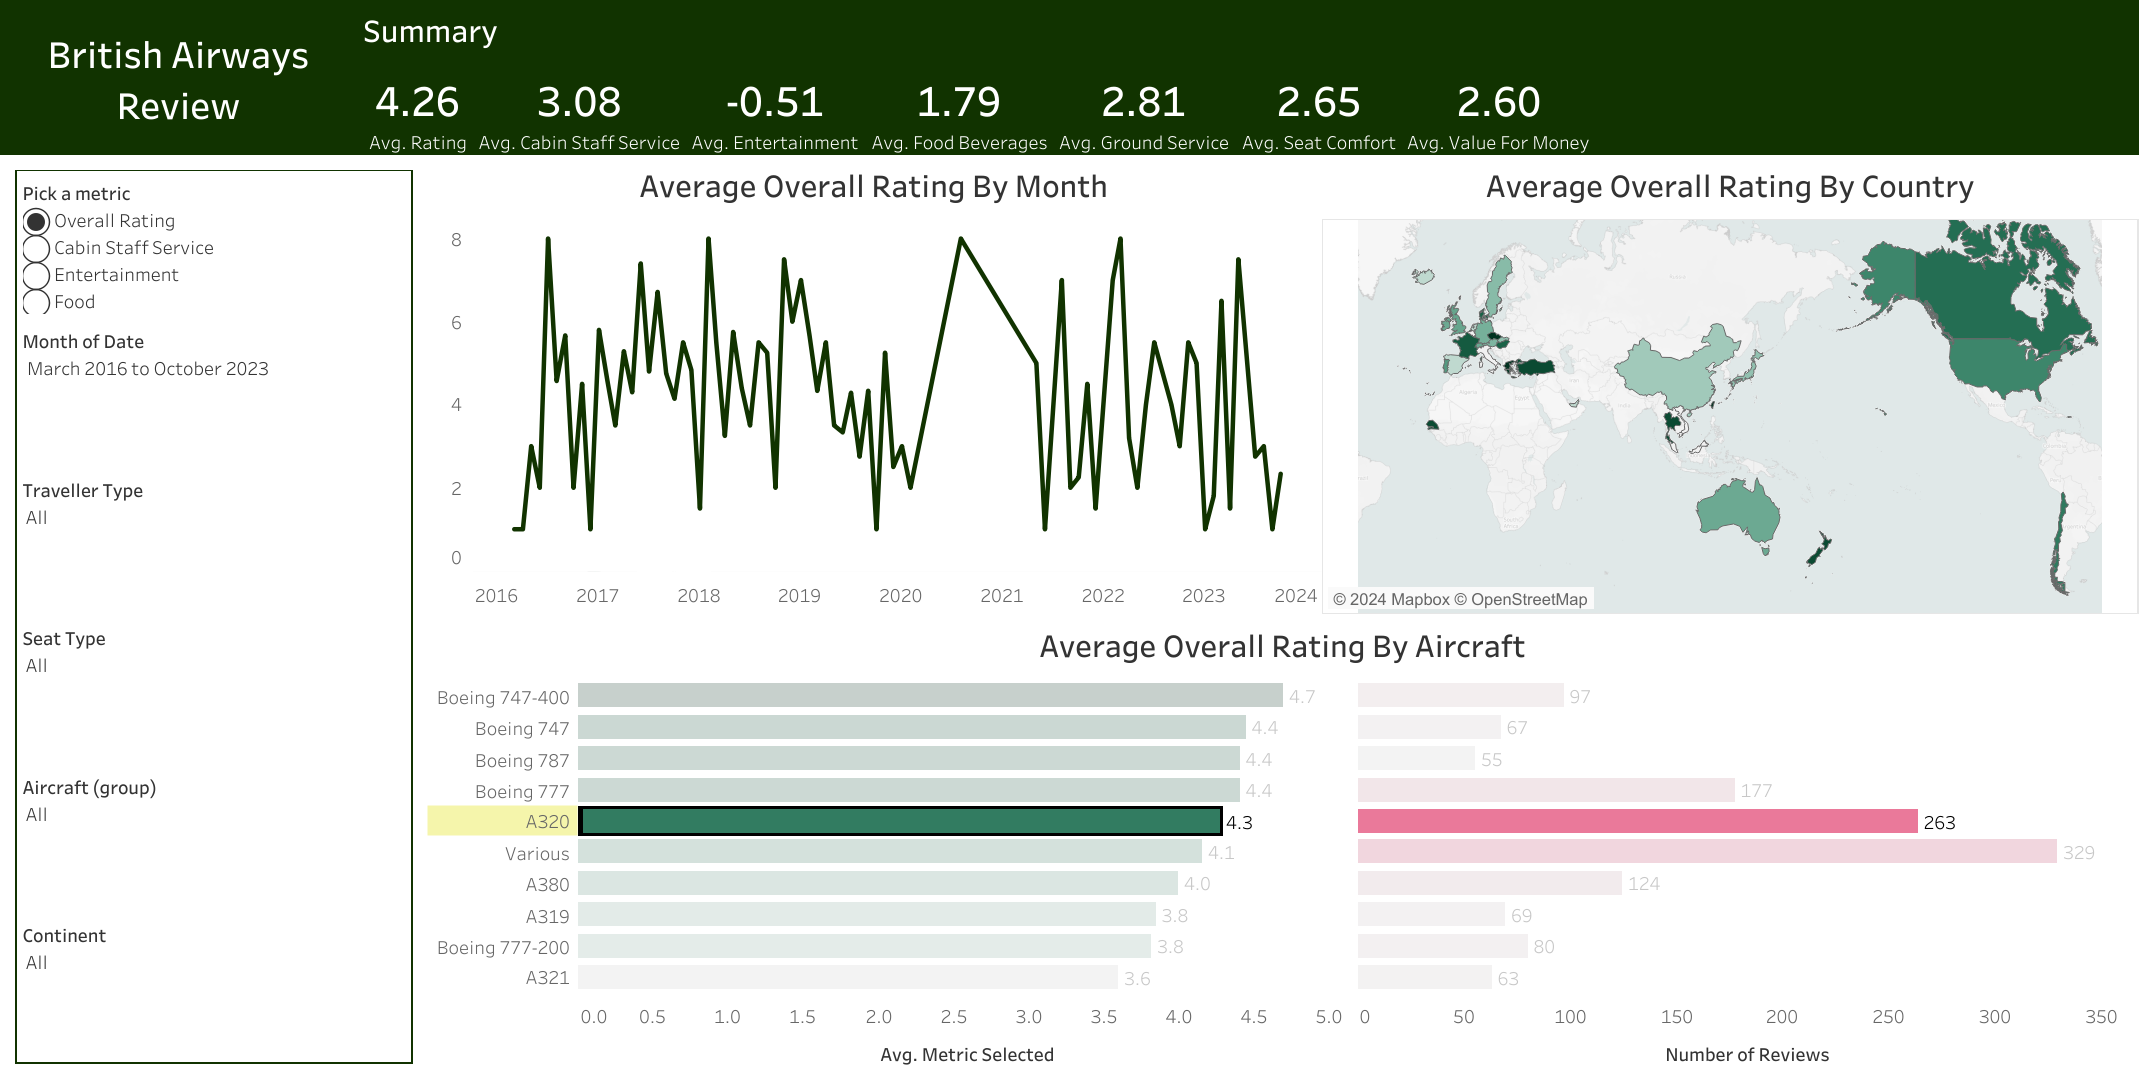 British Airways
Review
Summary
4.26 3.08 -0.51 1.79 2.81 2.65 2.60
Avg. Rating Avg. Cabin Staff Service Avg. Entertainment Avg. Food Beverages Avg. Ground Service Avg. Seat Comfort Avg. Value For Money
Pick a metric
Overall Rating
Cabin Staff Service
Entertainment
Food
Month of Date
March 2016 to October 2023
Traveller Type
All
Seat Type
All
Aircraft (group)
All
Continent
All
Average Overall Rating By Month
8
6
4
2
0
2016 2017 2018 2019 2020 2021 2022 2023 2024
Average Overall Rating By Country
© 2024 Mapbox © OpenStreetMap
Average Overall Rating By Aircraft
Boeing 747-400 4.7 97
Boeing 747 4.4 67
Boeing 787 4.4 55
Boeing 777 4.4 177
A320 4.3 263
Various 4.1 329
A380 4.0 124
A319 3.8 69
Boeing 777-200 3.8 80
A321 3.6 63
0.0 0.5 1.0 1.5 2.0 2.5 3.0 3.5 4.0 4.5 5.0 0 50 100 150 200 250 300 350
Avg. Metric Selected Number of Reviews